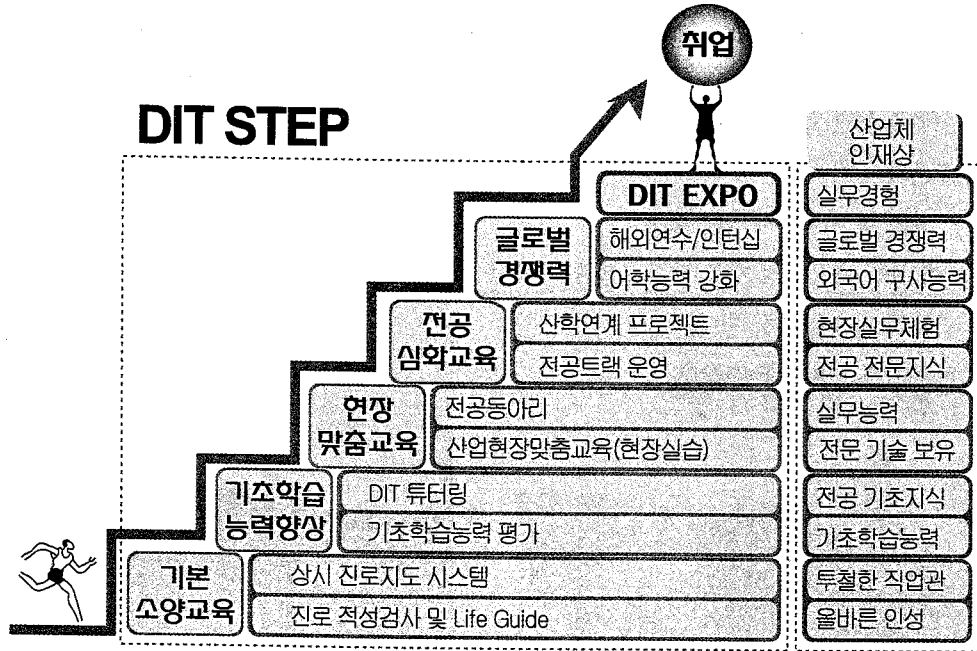 취업
DIT STEP
산업체
인재상
DIT EXPO
실무경험
글로벌
경쟁력
해외연수/인턴십
글로벌 경쟁력
어학능력 강화
외국어 구사능력
전공
심화교육
산학연계 프로젝트
현장실무체험
전공트랙 운영
전공 전문지식
현장
맞춤교육
전공동아리
실무능력
산업현장맞춤교육(현장실습)
전문 기술 보유
기초학습
능력향상
DIT 튜터링
전공 기초지식
기초학습능력 평가
기초학습능력
기본
소양교육
상시 진로지도 시스템
투철한 직업관
진로 적성검사 및 Life Guide
올바른 인성